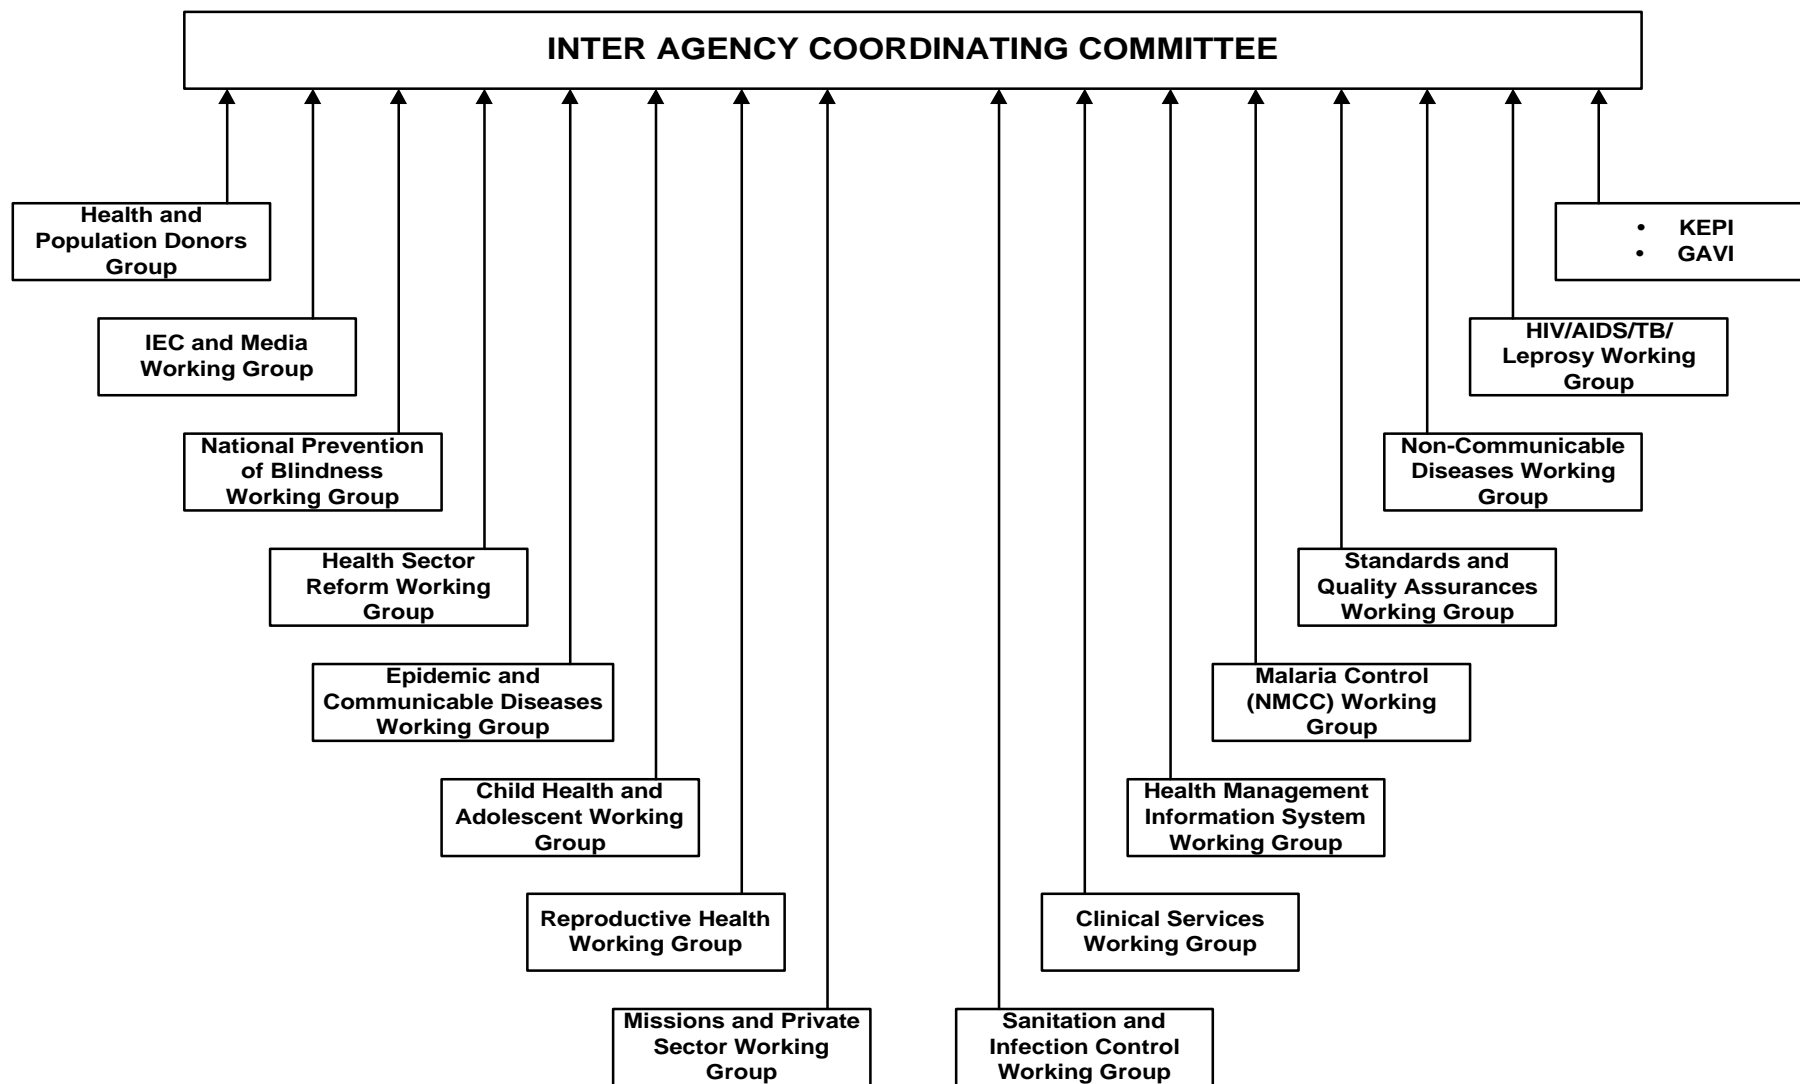 INTER AGENCY COORDINATING COMMITTEE
Health and
Population Donors
Group
• KEPI
• GAVI
IEC and Media
Working Group
HIV/AIDS/TB/
Leprosy Working
Group
National Prevention
of Blindness
Working Group
Non-Communicable
Diseases Working
Group
Health Sector
Reform Working
Group
Standards and
Quality Assurances
Working Group
Epidemic and
Communicable Diseases
Working Group
Malaria Control
(NMCC) Working
Group
Child Health and
Adolescent Working
Group
Health Management
Information System
Working Group
Reproductive Health
Working Group
Clinical Services
Working Group
Missions and Private
Sector Working
Group
Sanitation and
Infection Control
Working Group